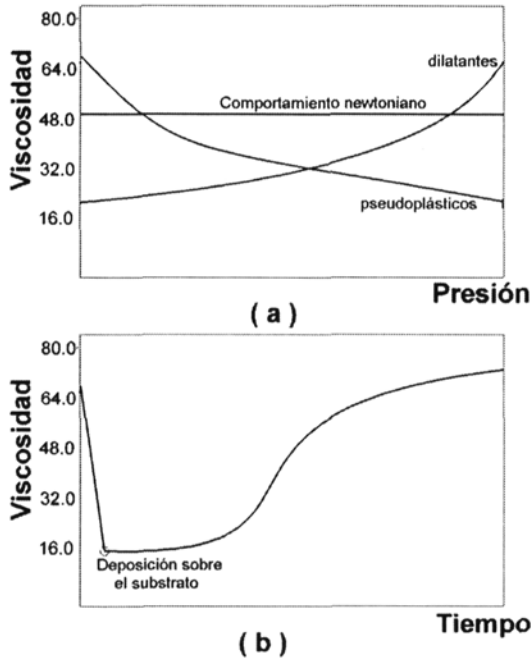 80.0
64.0
48.0
32.0
16.0
Viscosidad
dilatantes
Comportamiento newtoniano
pseudoplásticos
Presión
( a )
80.0
64.0
48.0
32.0
16.0
Viscosidad
Deposición sobre
el substrato
Tiempo
( b )